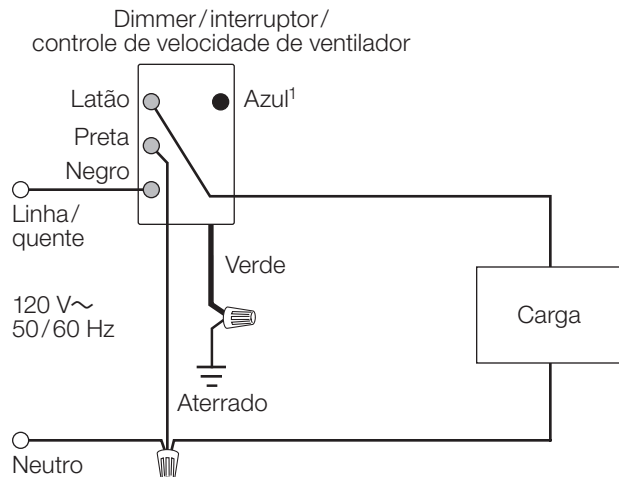 Dimmer/interruptor/
controle de velocidade de ventilador
Latão
Azul¹
Preta
Negro
Linha/
quente
Verde
120 V~
50/60 Hz
Carga
Aterrado
Neutro